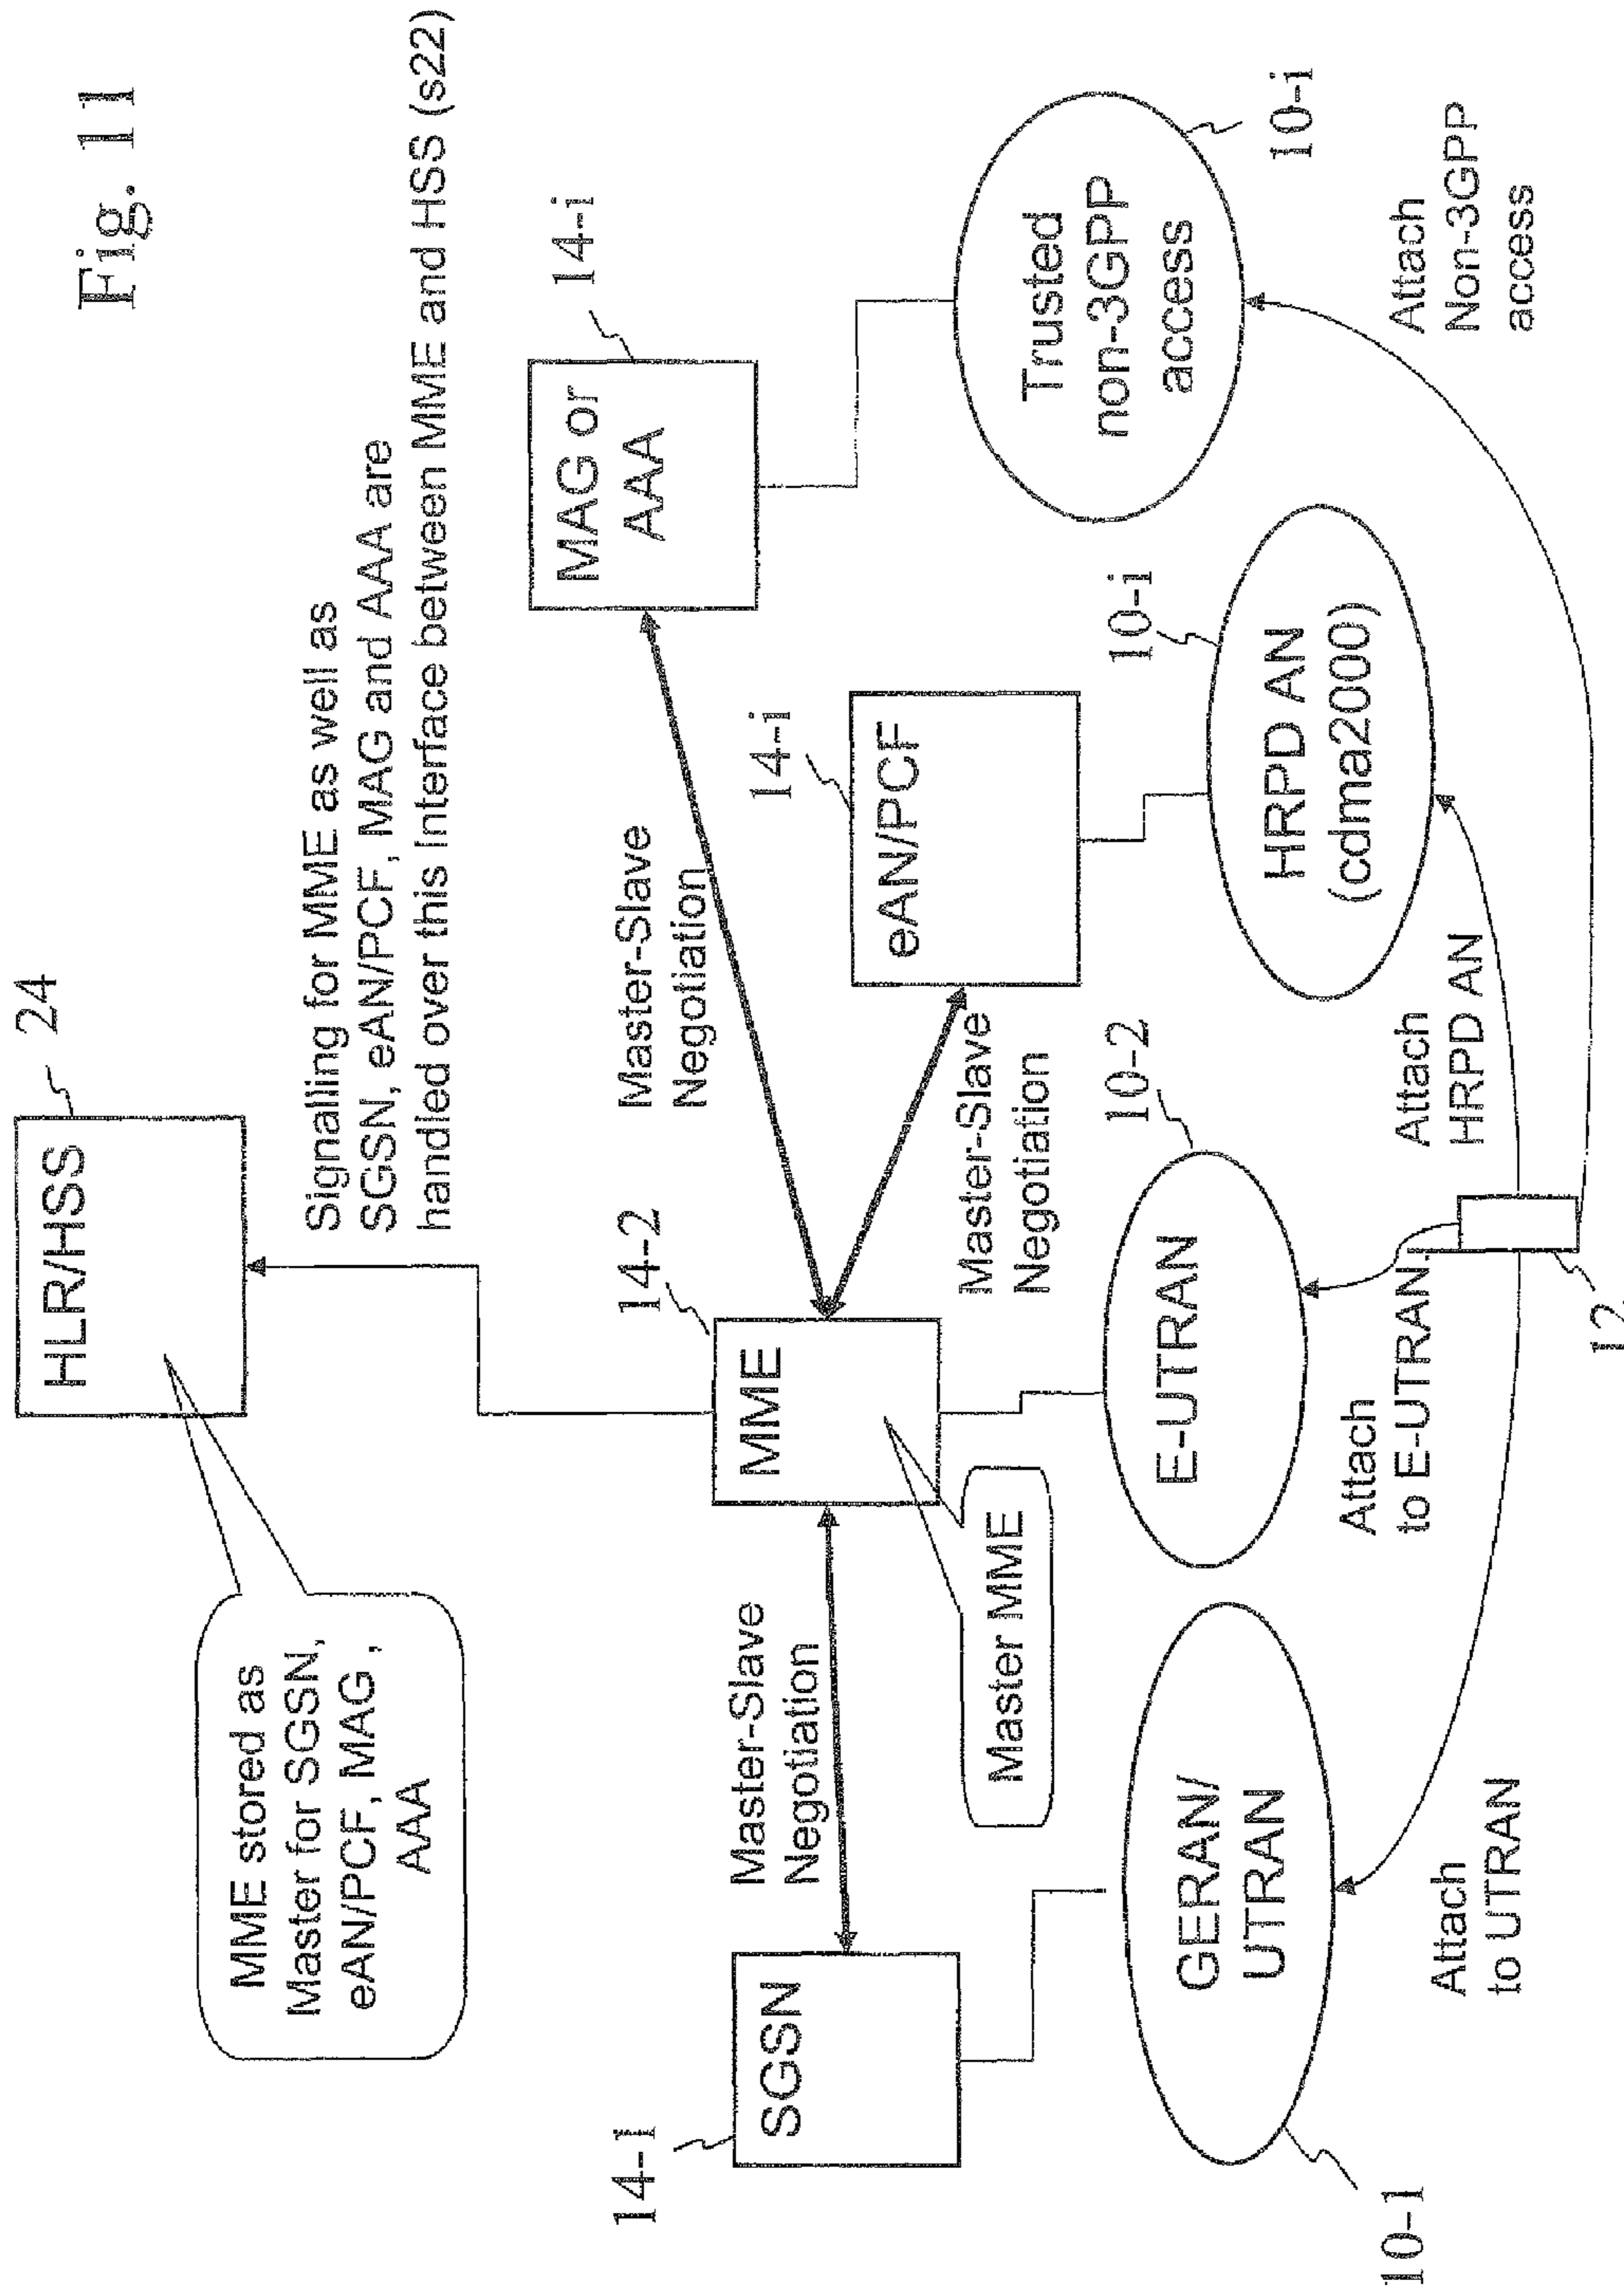 Fig. 11
HLR/HSS
24
MME stored as
Master for SGSN,
eAN/PCF, MAG ,
AAA
Signalling for MME as well as
SGSN, eAN/PCF, MAG and AAA are
handled over this Interface between MME and HSS (s22)
14-1
SGSN
Master-Slave
Negotiation
14-2
MME
Master MME
Master-Slave
Negotiation
Master-Slave
Negotiation
14-i
eAN/PCF
14-i
MAG or
AAA
10-1
GERAN/
UTRAN
10-2
E-UTRAN
10-i
HRPD AN
(cdma2000)
10-i
Trusted
non-3GPP
access
Attach
to UTRAN
Attach
to E-UTRAN
Attach
HRPD AN
Attach
Non-3GPP
access
12